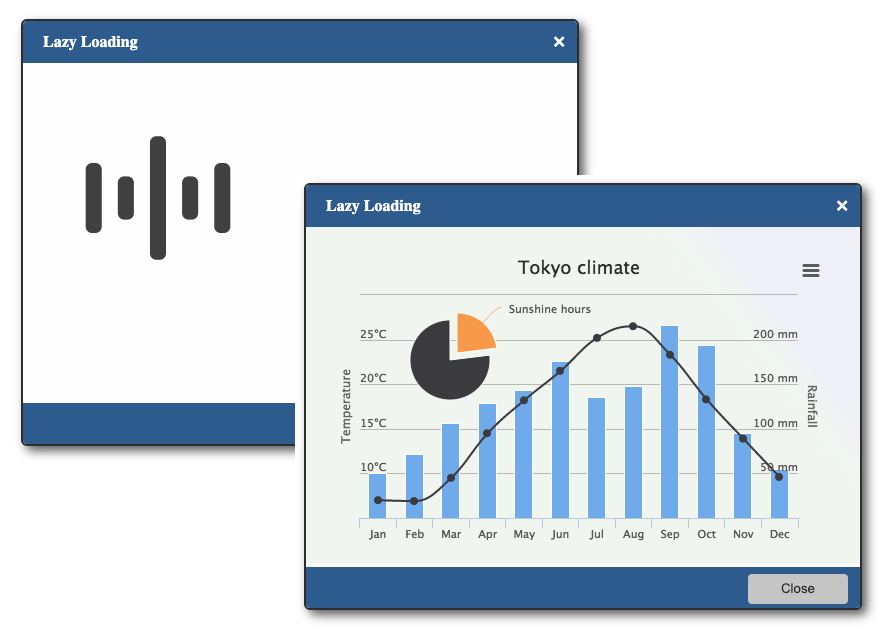 Lazy Loading ×
Lazy Loading ×
Tokyo climate
Sunshine hours
25°C 200 mm
20°C 150 mm
15°C 100 mm
10°C 50 mm
Temperature
Rainfall
Jan Feb Mar Apr May Jun Jul Aug Sep Oct Nov Dec
Close